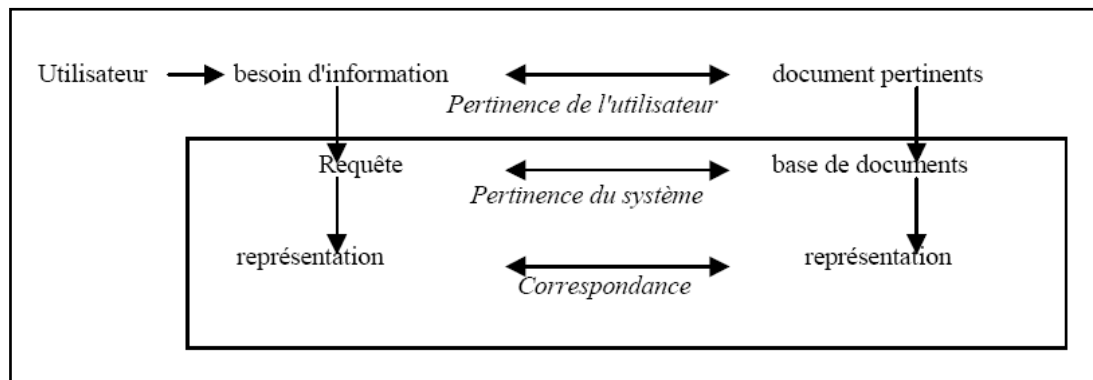 Utilisateur besoin d'information document pertinents
Pertinence de l'utilisateur
Requête base de documents
Pertinence du système
représentation représentation
Correspondance